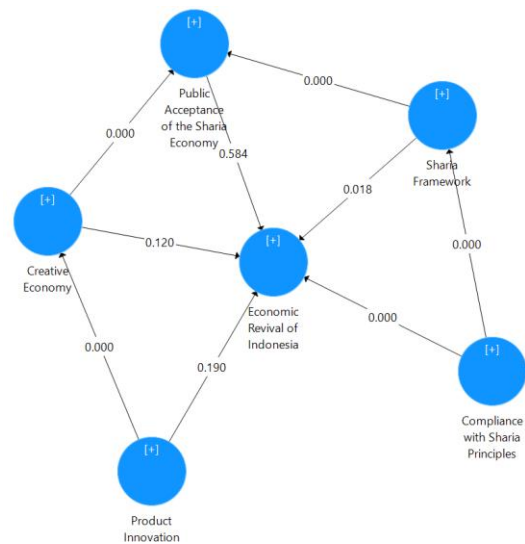 [+]
Public
Acceptance
of the Sharia
Economy
[+]
Sharia
Framework
0.000
0.000
0.584
0.018
[+]
Creative
Economy
0.120
[+]
Economic
Revival of
Indonesia
0.000
0.000
0.000
0.190
[+]
Compliance
with Sharia
Principles
[+]
Product
Innovation